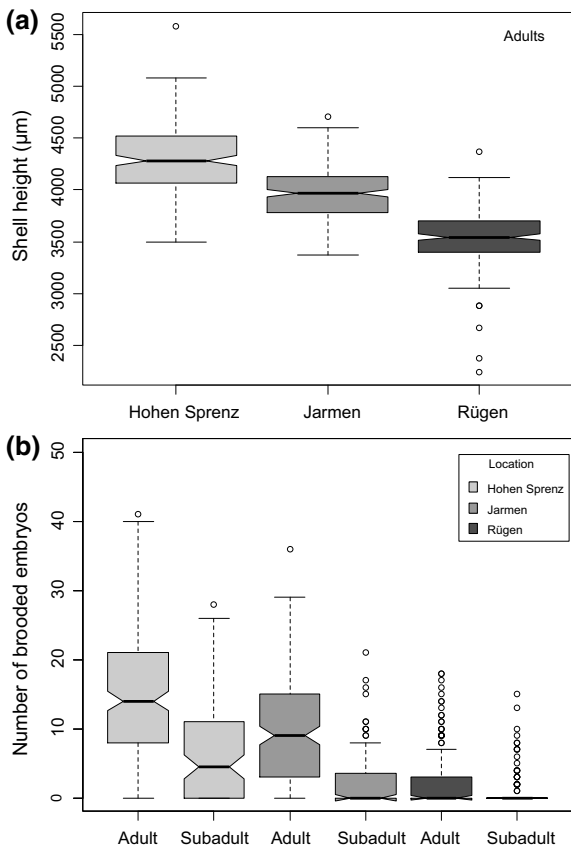 (a)
Adults
Shell height (µm)
5500
5000
4500
4000
3500
3000
2500
Hohen Sprenz Jarmen Rügen
(b)
Number of brooded embryos
50
40
30
20
10
0
Location
Hohen Sprenz
Jarmen
Rügen
Adult Subadult Adult Subadult Adult Subadult